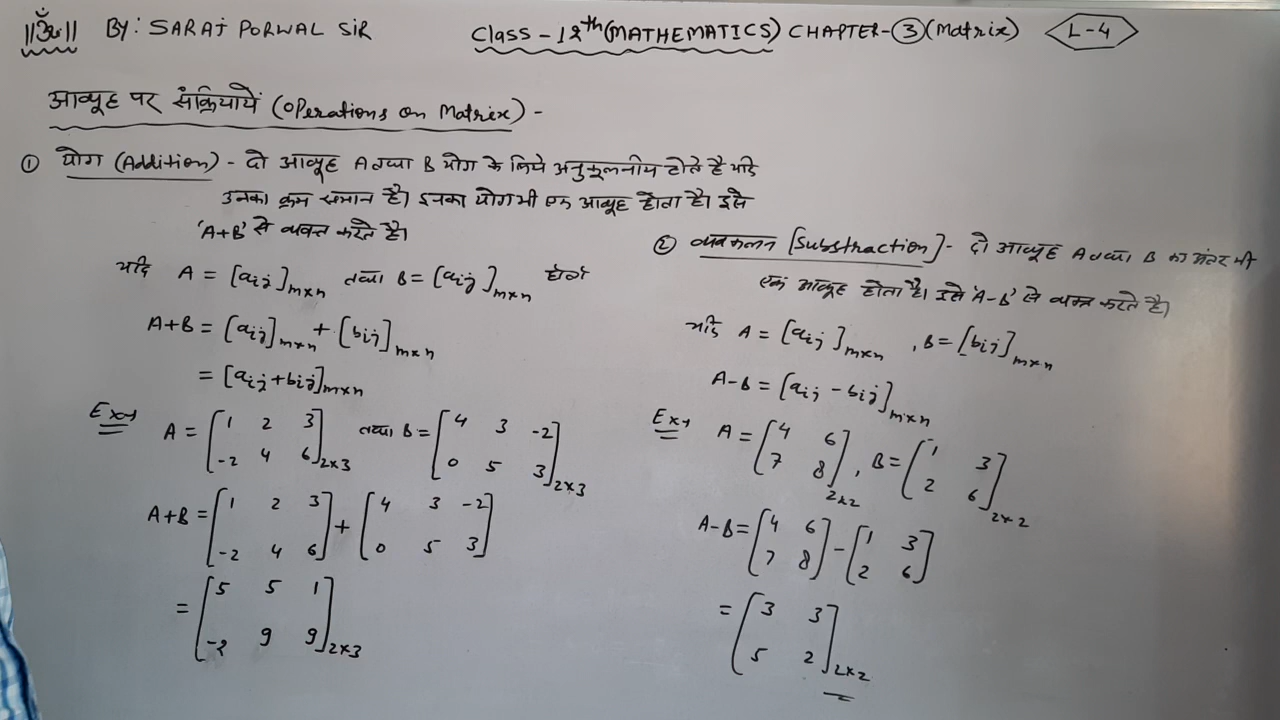 ||ॐ|| BY: SARAJ PORWAL SIR Class-12th (MATHEMATICS) CHAPTER-③ (Matrix) L-4
आव्यूह पर संक्रियायें (Operations on Matrix) -
① योग (Addition) - दो आव्यूह A तथा B योग के लिये अनुकूलनीय होते है यदि
उनका क्रम समान है। इनका योग भी एक आव्यूह होता है। इसे
'A+B' से व्यक्त करते है।
यदि A = [aij]m×n तथा B = [aij]m×n होवे
A+B = [aij]m×n + [bij]m×n
= [aij+bij]m×n
Ex→ A = [1 2 3
-2 4 6]2×3 तथा B = [4 3 -2
0 5 3]2×3
A+B = [1 2 3
-2 4 6] + [4 3 -2
0 5 3]
= [5 5 1
-2 9 9]2×3
② व्यवकलन [Substraction] - दो आव्यूह A तथा B का अंतर भी
एक आव्यूह होता है। इसे 'A-B' से व्यक्त करते है।
यदि A = [aij]m×n , B = [bij]m×n
A-B = [aij - bij]m×n
Ex→ A = [4 6
7 8]2×2 , B = [1 3
2 6]2×2
A-B = [4 6
7 8] - [1 3
2 6]
= [3 3
5 2]2×2